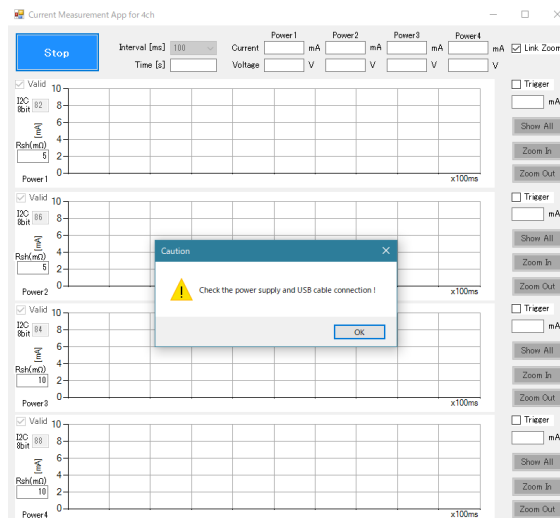 Current Measurement App for 4ch
Power1 Power2 Power3 Power4
Stop Interval [ms] 100 Current mA mA mA mA Link Zoom
Time [s] Voltage V V V V
Valid 10 Trigger
I2C 8bit 82 8 mA
6 Show All
[mA] 4
Rsh(mΩ) Zoom In
5 2
0 Zoom Out
Power1 x100ms
Valid 10 Trigger
I2C 8bit 86 8 mA
6 Show All
[mA] 4
Rsh(mΩ) Zoom In
5 2
0 Zoom Out
Power2 x100ms
Caution
Check the power supply and USB cable connection !
OK
Valid 10 Trigger
I2C 8bit 84 8 mA
6 Show All
[mA] 4
Rsh(mΩ) Zoom In
10 2
0 Zoom Out
Power3 x100ms
Valid 10 Trigger
I2C 8bit 88 8 mA
6 Show All
[mA] 4
Rsh(mΩ) Zoom In
10 2
0 Zoom Out
Power4 x100ms